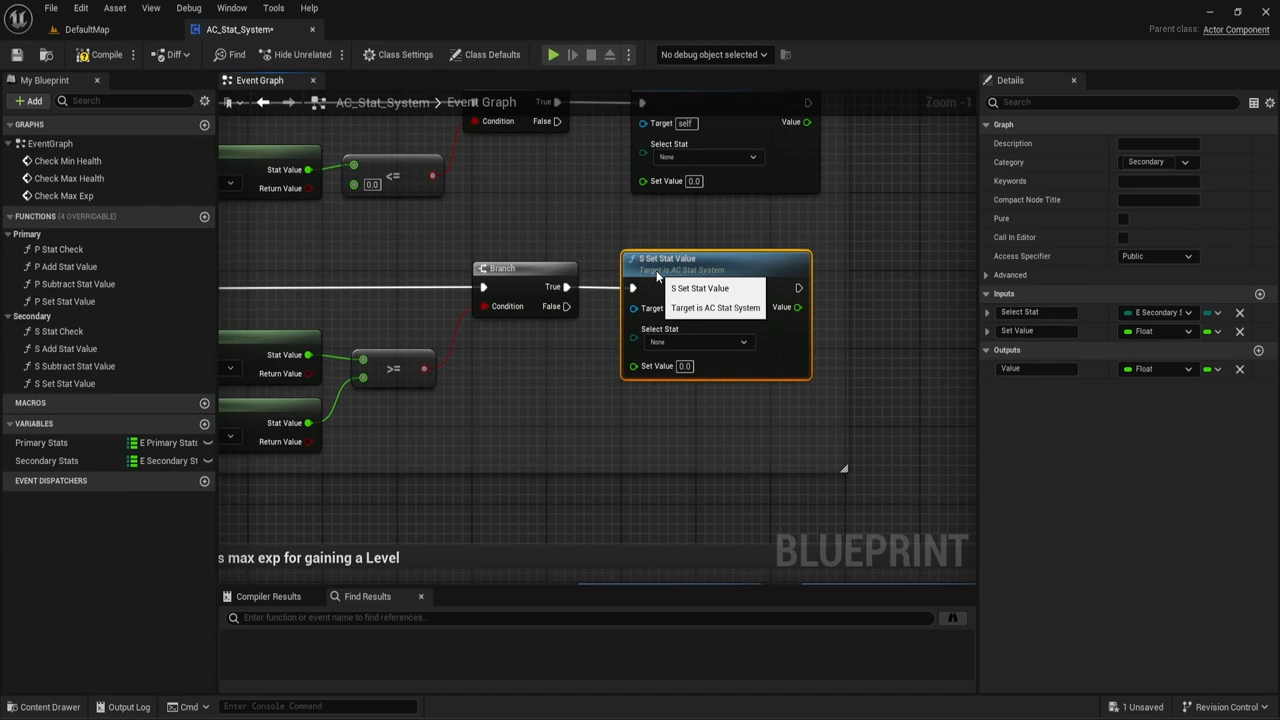 File Edit Asset View Debug Window Tools Help
DefaultMap
AC_Stat_System*
Parent class: Actor Component
Compile
Diff
Find
Hide Unrelated
Class Settings
Class Defaults
No debug object selected
My Blueprint
Add
Search
GRAPHS
EventGraph
Check Min Health
Check Max Health
Check Max Exp
FUNCTIONS (4 OVERRIDABLE)
Primary
P Stat Check
P Add Stat Value
P Subtract Stat Value
P Set Stat Value
Secondary
S Stat Check
S Add Stat Value
S Subtract Stat Value
S Set Stat Value
MACROS
VARIABLES
Primary Stats
E Primary Stats
Secondary Stats
E Secondary St
EVENT DISPATCHERS
Event Graph
AC_Stat_System > Event Graph
Zoom -1
True
Condition
False
Target self
Value
Select Stat
None
Set Value 0.0
Stat Value
Return Value
0.0
<=
Branch
True
Condition
False
S Set Stat Value
Target is AC Stat System
S Set Stat Value
Target is AC Stat System
Target
Value
Select Stat
None
Set Value 0.0
Stat Value
Return Value
>=
Stat Value
Return Value
s max exp for gaining a Level
BLUEPRINT
Compiler Results
Find Results
Enter function or event name to find references...
Details
Search
Graph
Description
Category
Secondary
Keywords
Compact Node Title
Pure
Call In Editor
Access Specifier
Public
Advanced
Inputs
Select Stat
E Secondary S
Set Value
Float
Outputs
Value
Float
Content Drawer
Output Log
Cmd
Enter Console Command
1 Unsaved
Revision Control